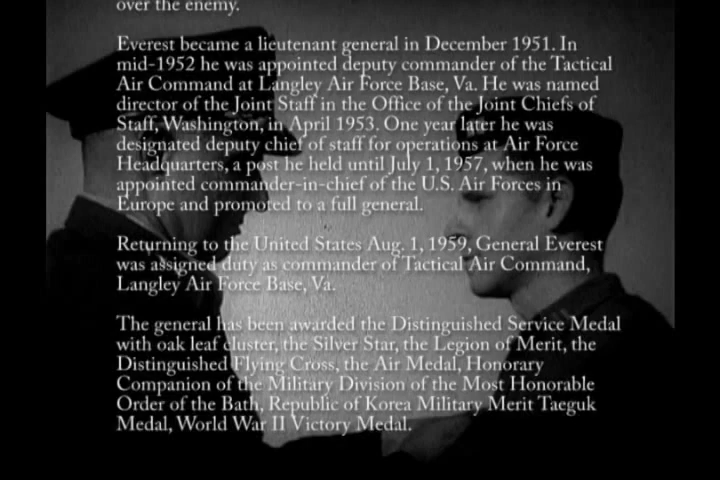 over the enemy.
Everest became a lieutenant general in December 1951. In
mid-1952 he was appointed deputy commander of the Tactical
Air Command at Langley Air Force Base, Va. He was named
director of the Joint Staff in the Office of the Joint Chiefs of
Staff, Washington, in April 1953. One year later he was
designated deputy chief of staff for operations at Air Force
Headquarters, a post he held until July 1, 1957, when he was
appointed commander-in-chief of the U.S. Air Forces in
Europe and promoted to a full general.
Returning to the United States Aug. 1, 1959, General Everest
was assigned duty as commander of Tactical Air Command,
Langley Air Force Base, Va.
The general has been awarded the Distinguished Service Medal
with oak leaf cluster, the Silver Star, the Legion of Merit, the
Distinguished Flying Cross, the Air Medal, Honorary
Companion of the Military Division of the Most Honorable
Order of the Bath, Republic of Korea Military Merit Taeguk
Medal, World War II Victory Medal.